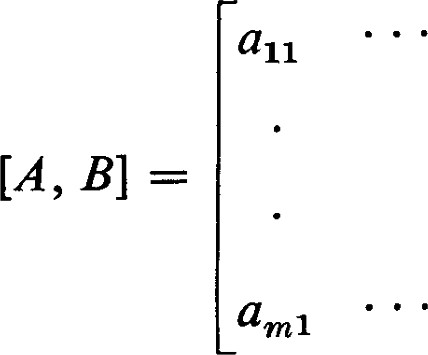 a₁₁ · · ·
·
[A, B] = [
·
aₘ₁ · · ·